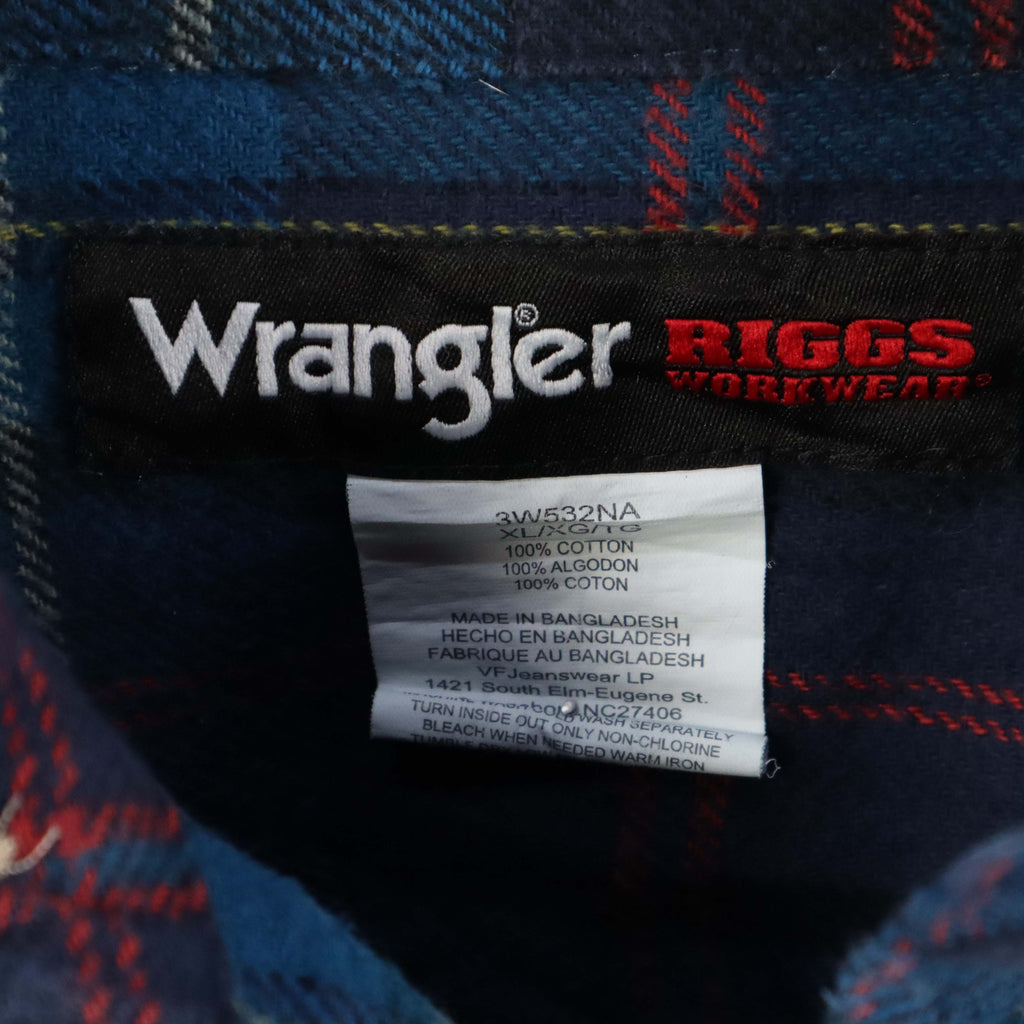 Wrangler®
RIGGS
WORKWEAR®
3W532NA
XL/XG/TG
100% COTTON
100% ALGODON
100% COTON
MADE IN BANGLADESH
HECHO EN BANGLADESH
FABRIQUE AU BANGLADESH
VFJeanswear LP
1421 South Elm-Eugene St.
NC27406
WASH SEPARATELY
TURN INSIDE OUT ONLY NON-CHLORINE
BLEACH WHEN NEEDED WARM IRON